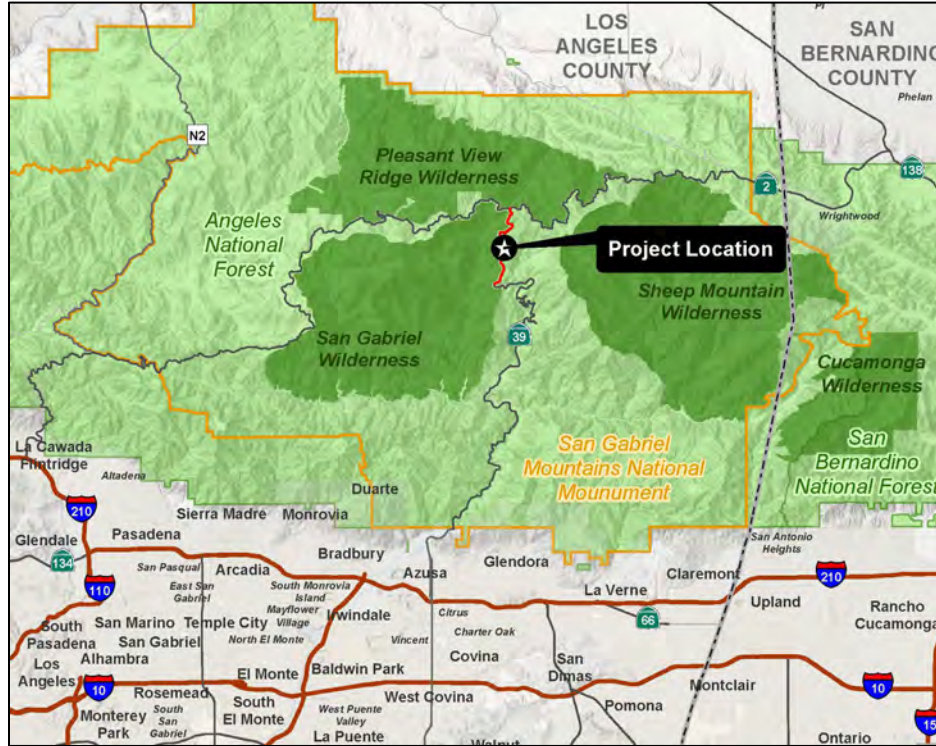 LOS
ANGELES
COUNTY
SAN
BERNARDINO
COUNTY
Phelan
N2
138
2
Pleasant View
Ridge Wilderness
Wrightwood
Angeles
National
Forest
Project Location
Sheep Mountain
Wilderness
San Gabriel
Wilderness
39
Cucamonga
Wilderness
San Gabriel
Mountains National
Mounument
San
Bernardino
National Forest
La Cawada
Flintridge
Altadena
Duarte
210
Sierra Madre
Monrovia
San Antonio
Heights
Glendale
Pasadena
134
Bradbury
Glendora
Claremont
San Pasqual
Arcadia
Azusa
La Verne
210
110
East San
Gabriel
South Monrovia
Island
Mayflower
Village
Irwindale
Citrus
66
Upland
Rancho
Cucamonga
South
Pasadena
San Marino
Temple City
San Gabriel
North El Monte
Vincent
Charter Oak
Alhambra
Los
Angeles
El Monte
Baldwin Park
Covina
San
Dimas
10
Rosemead
South
El Monte
West Covina
Montclair
10
Pomona
Monterey
Park
South
San
Gabriel
West Puente
Valley
La Puente
Walnut
Ontario
15